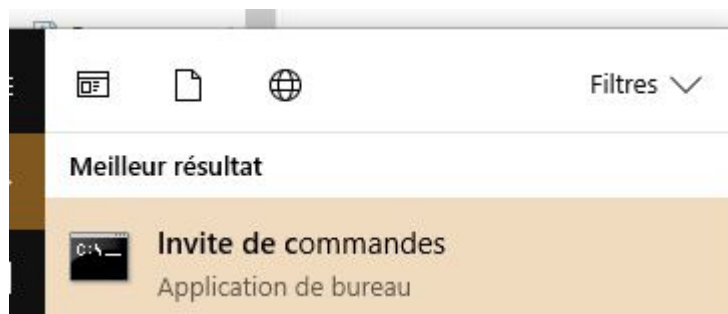 Filtres
Meilleur résultat
C:\_
Invite de commandes
Application de bureau